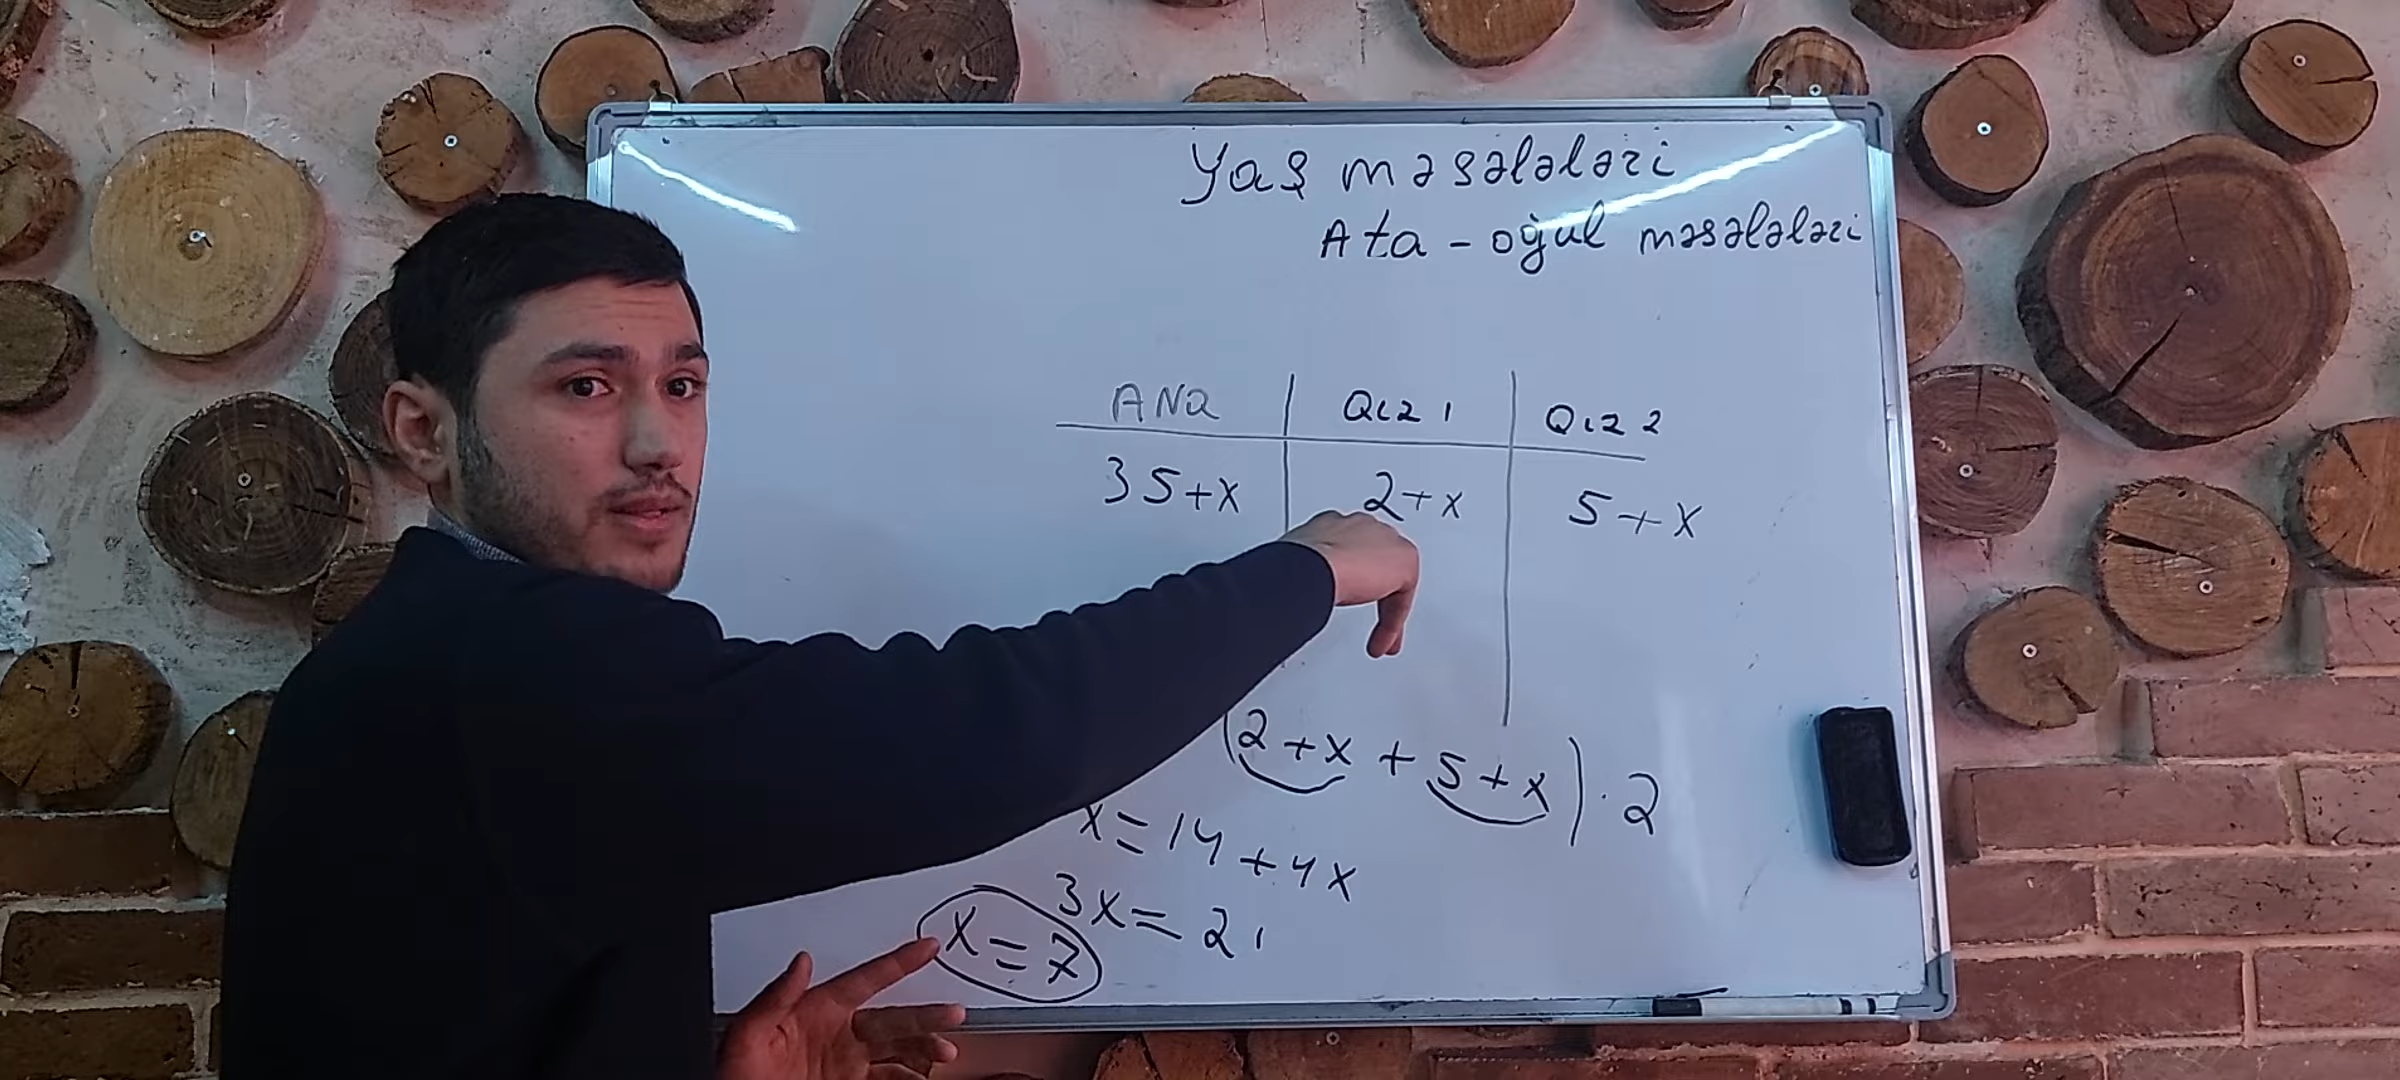 Yaş məsələləri
Ata - oğul məsələləri
ANA Qız 1 Qız 2
35+x 2+x 5+x
(2+x + 5+x) · 2
x = 14 + 4x
3x = 21
x = 7